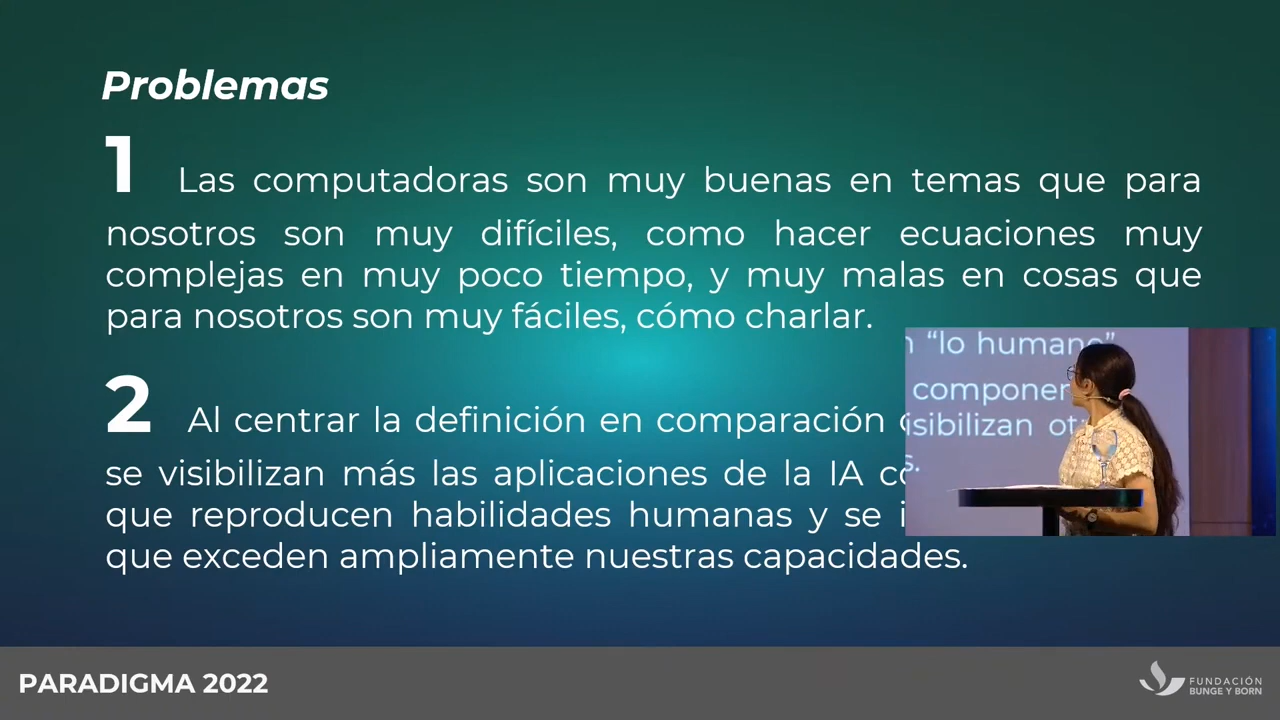 Problemas
1 Las computadoras son muy buenas en temas que para
nosotros son muy difíciles, como hacer ecuaciones muy
complejas en muy poco tiempo, y muy malas en cosas que
para nosotros son muy fáciles, cómo charlar.
2 Al centrar la definición en comparación
se visibilizan más las aplicaciones de la IA
que reproducen habilidades humanas y se
que exceden ampliamente nuestras capacidades.
“lo humano”
PARADIGMA 2022
FUNDACIÓN
BUNGE Y BORN